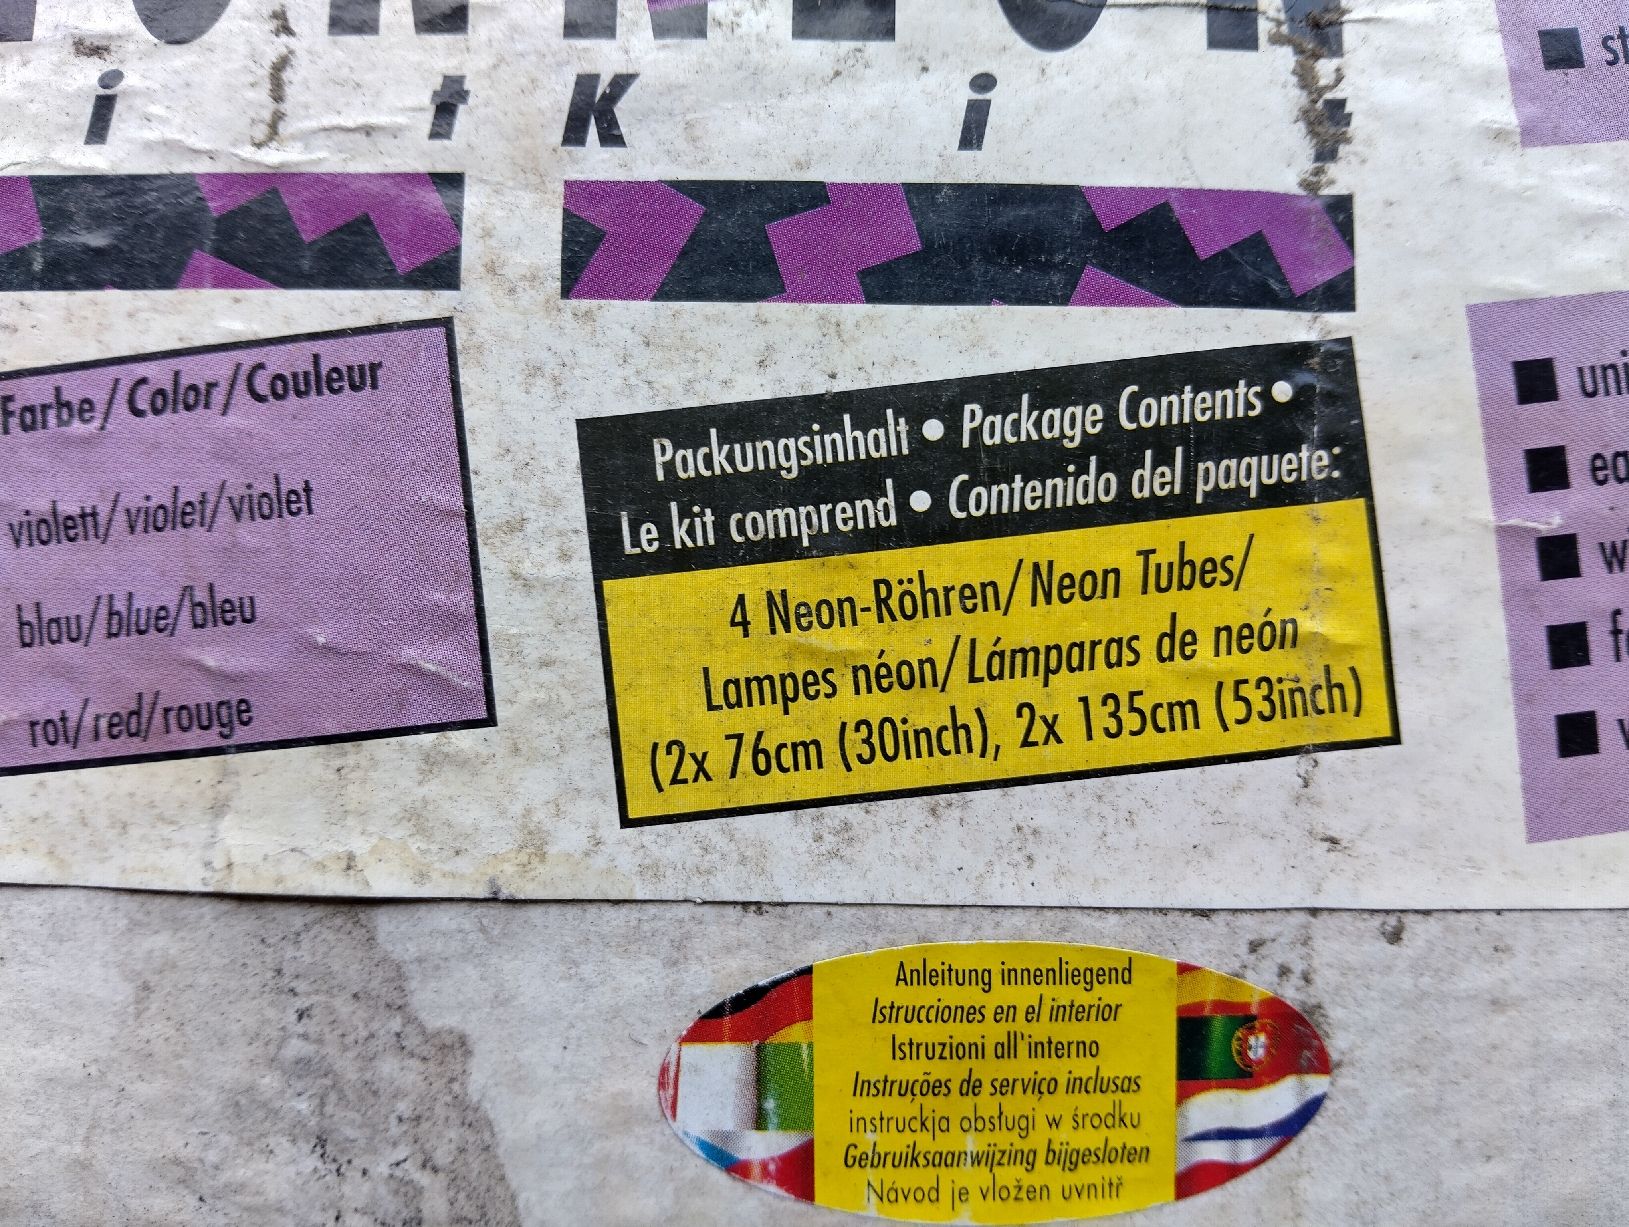 K i t
Farbe/Color/Couleur
violett/violet/violet
blau/blue/bleu
rot/red/rouge
Packungsinhalt • Package Contents •
Le kit comprend • Contenido del paquete:
4 Neon-Röhren/Neon Tubes/
Lampes néon/Lámparas de neón
(2x 76cm (30inch), 2x 135cm (53inch)
Anleitung innenliegend
Istrucciones en el interior
Istruzioni all'interno
Instruções de serviço inclusas
instruckja obsługi w środku
Gebruiksaanwijzing bijgesloten
Návod je vložen uvnitř